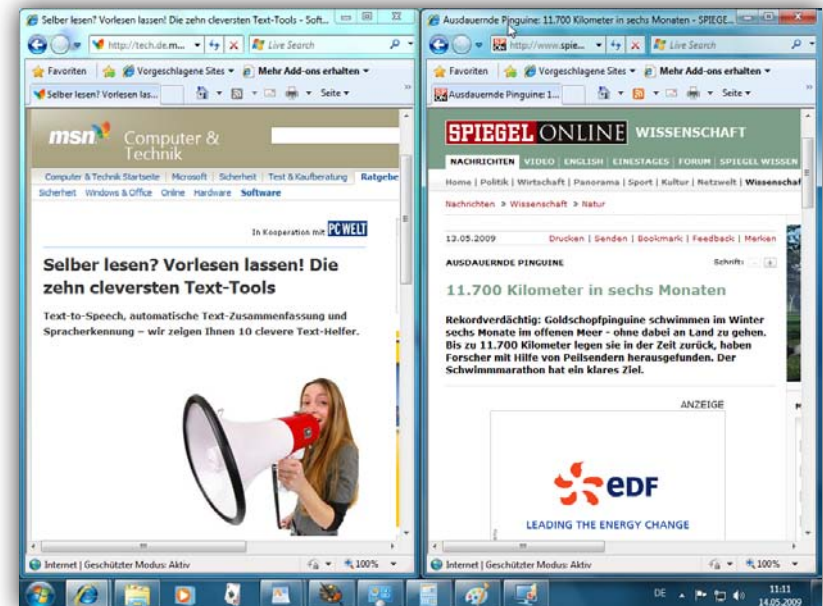 Selber lesen? Vorlesen lassen! Die zehn cleversten Text-Tools - Soft...
http://tech.de.m...
Live Search
Favoriten
Vorgeschlagene Sites
Mehr Add-ons erhalten
Selber lesen? Vorlesen las...
Seite
msn
Computer &
Technik
Computer & Technik Startseite | Microsoft | Sicherheit | Test & Kaufberatung | Ratgebe
Sicherheit Windows & Office Online Hardware Software
In Kooperation mit PC WELT
Selber lesen? Vorlesen lassen! Die
zehn cleversten Text-Tools
Text-to-Speech, automatische Text-Zusammenfassung und
Spracherkennung – wir zeigen Ihnen 10 clevere Text-Helfer.
Internet | Geschützter Modus: Aktiv
100%
Ausdauernde Pinguine: 11.700 Kilometer in sechs Monaten - SPIEGE...
http://www.spie...
Live Search
Favoriten
Vorgeschlagene Sites
Mehr Add-ons erhalten
Ausdauernde Pinguine: 1...
Seite
SPIEGEL ONLINE WISSENSCHAFT
NACHRICHTEN | VIDEO | ENGLISH | EINESTAGES | FORUM | SPIEGEL WISSEN
Home | Politik | Wirtschaft | Panorama | Sport | Kultur | Netzwelt | Wissenschaf
Nachrichten > Wissenschaft > Natur
13.05.2009
Drucken | Senden | Bookmark | Feedback | Merken
AUSDAUERNDE PINGUINE
Schrift: - +
11.700 Kilometer in sechs Monaten
Rekordverdächtig: Goldschopfpinguine schwimmen im Winter
sechs Monate im offenen Meer - ohne dabei an Land zu gehen.
Bis zu 11.700 Kilometer legen sie in der Zeit zurück, haben
Forscher mit Hilfe von Peilsendern herausgefunden. Der
Schwimmmarathon hat ein klares Ziel.
ANZEIGE
edF
LEADING THE ENERGY CHANGE
Internet | Geschützter Modus: Aktiv
100%
DE
11:11
14.05.2009